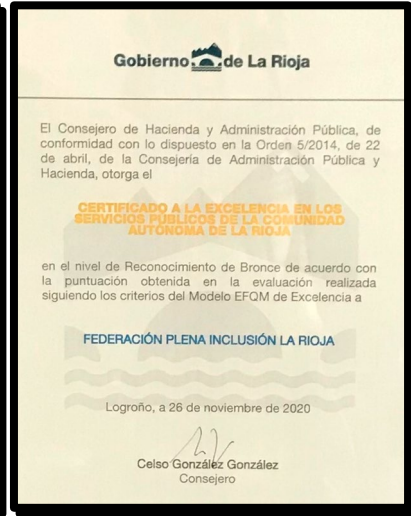 Gobierno de La Rioja
El Consejero de Hacienda y Administración Pública, de
conformidad con lo dispuesto en la Orden 5/2014, de 22
de abril, de la Consejería de Administración Pública y
Hacienda, otorga el
CERTIFICADO A LA EXCELENCIA EN LOS
SERVICIOS PÚBLICOS DE LA COMUNIDAD
AUTÓNOMA DE LA RIOJA
en el nivel de Reconocimiento de Bronce de acuerdo con
la puntuación obtenida en la evaluación realizada
siguiendo los criterios del Modelo EFQM de Excelencia a
FEDERACIÓN PLENA INCLUSIÓN LA RIOJA
Logroño, a 26 de noviembre de 2020
Celso González González
Consejero